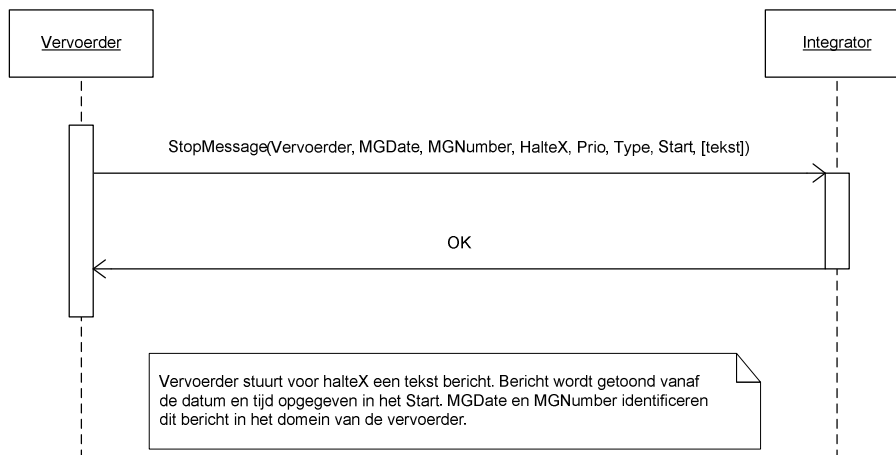 Vervoerder
Integrator
StopMessage(Vervoerder, MGDate, MGNumber, HalteX, Prio, Type, Start, [tekst])
OK
Vervoerder stuurt voor halteX een tekst bericht. Bericht wordt getoond vanaf
de datum en tijd opgegeven in het Start. MGDate en MGNumber identificeren
dit bericht in het domein van de vervoerder.